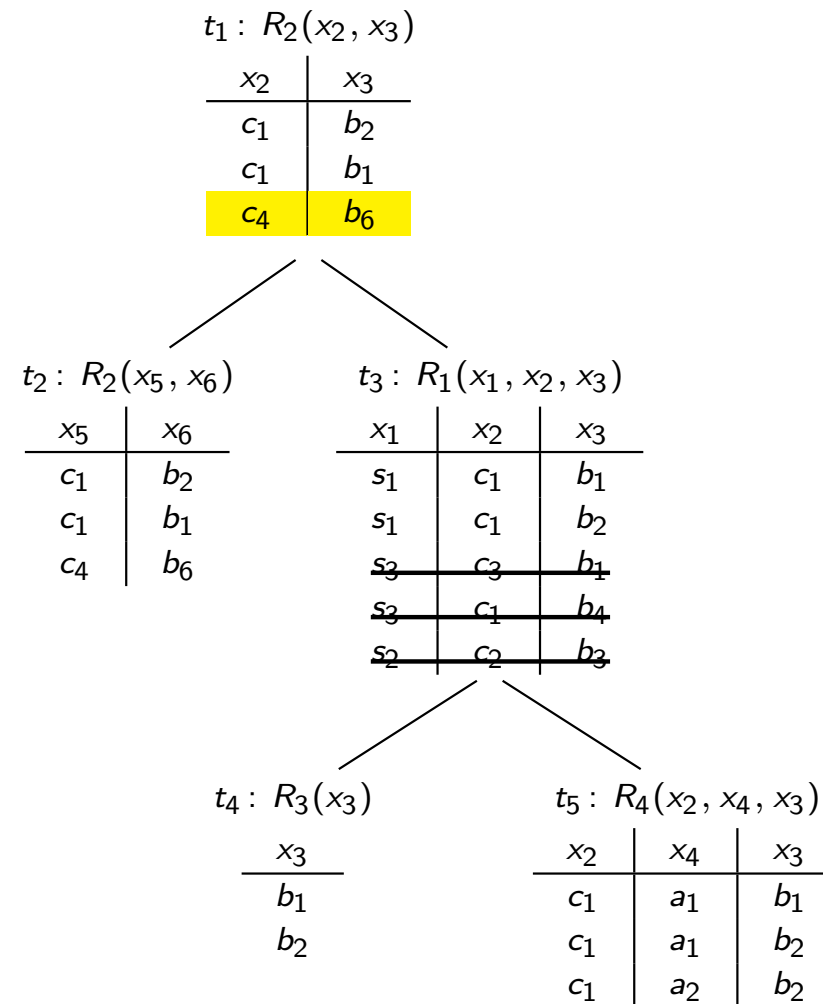 t₁ : R₂(x₂, x₃)
x₂ x₃
c₁ b₂
c₁ b₁
c₄ b₆
t₂ : R₂(x₅, x₆)
x₅ x₆
c₁ b₂
c₁ b₁
c₄ b₆
t₃ : R₁(x₁, x₂, x₃)
x₁ x₂ x₃
s₁ c₁ b₁
s₁ c₁ b₂
s₃ c₃ b₁
s₃ c₁ b₄
s₂ c₂ b₃
t₄ : R₃(x₃)
x₃
b₁
b₂
t₅ : R₄(x₂, x₄, x₃)
x₂ x₄ x₃
c₁ a₁ b₁
c₁ a₁ b₂
c₁ a₂ b₂